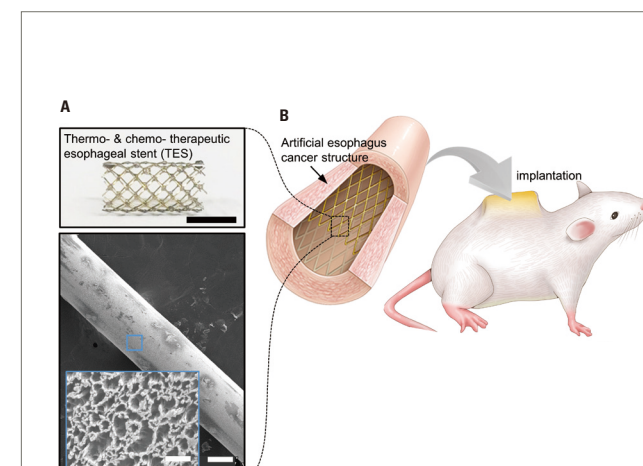 A
Thermo- & chemo- therapeutic
esophageal stent (TES)
B
Artificial esophagus
cancer structure
implantation